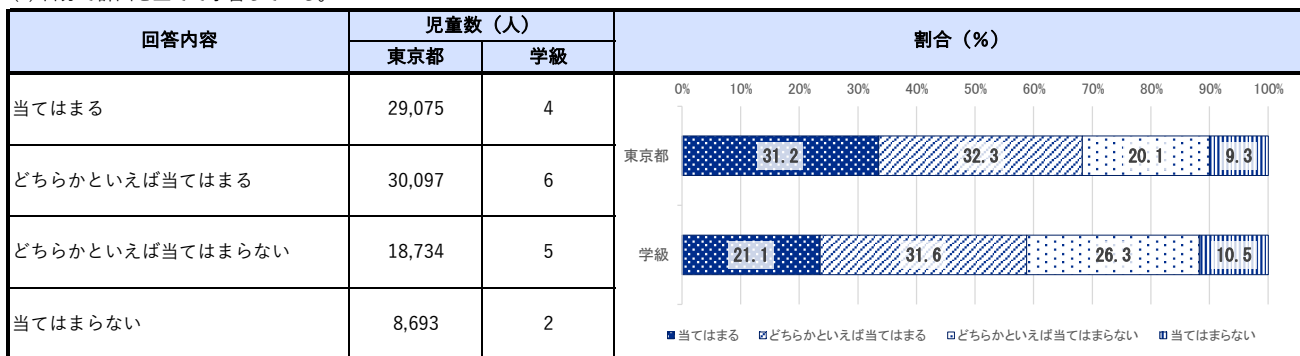 回答内容 児童数（人） 割合（%）
東京都 学級
当てはまる 29,075 4
どちらかといえば当てはまる 30,097 6
どちらかといえば当てはまらない 18,734 5
当てはまらない 8,693 2
0% 10% 20% 30% 40% 50% 60% 70% 80% 90% 100%
東京都 31.2 32.3 20.1 9.3
学級 21.1 31.6 26.3 10.5
当てはまる どちらかといえば当てはまる どちらかといえば当てはまらない 当てはまらない